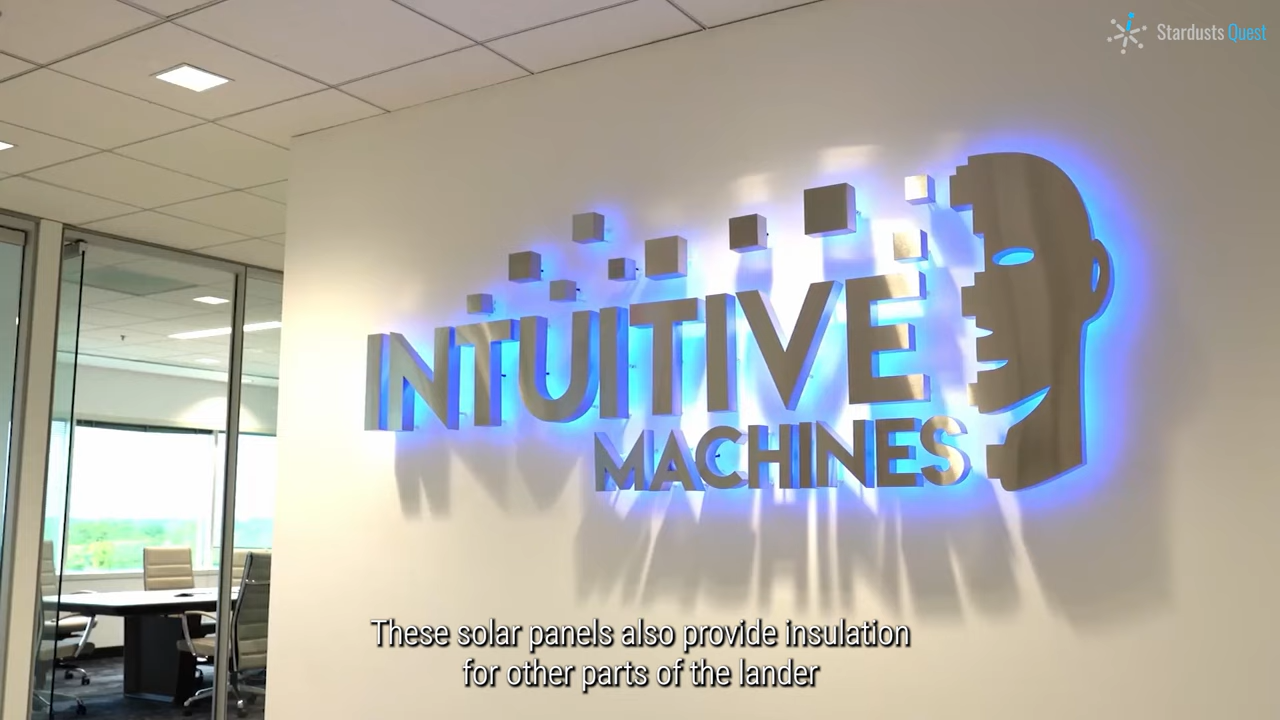 Stardusts Quest
INTUITIVE
MACHINES
These solar panels also provide insulation
for other parts of the lander